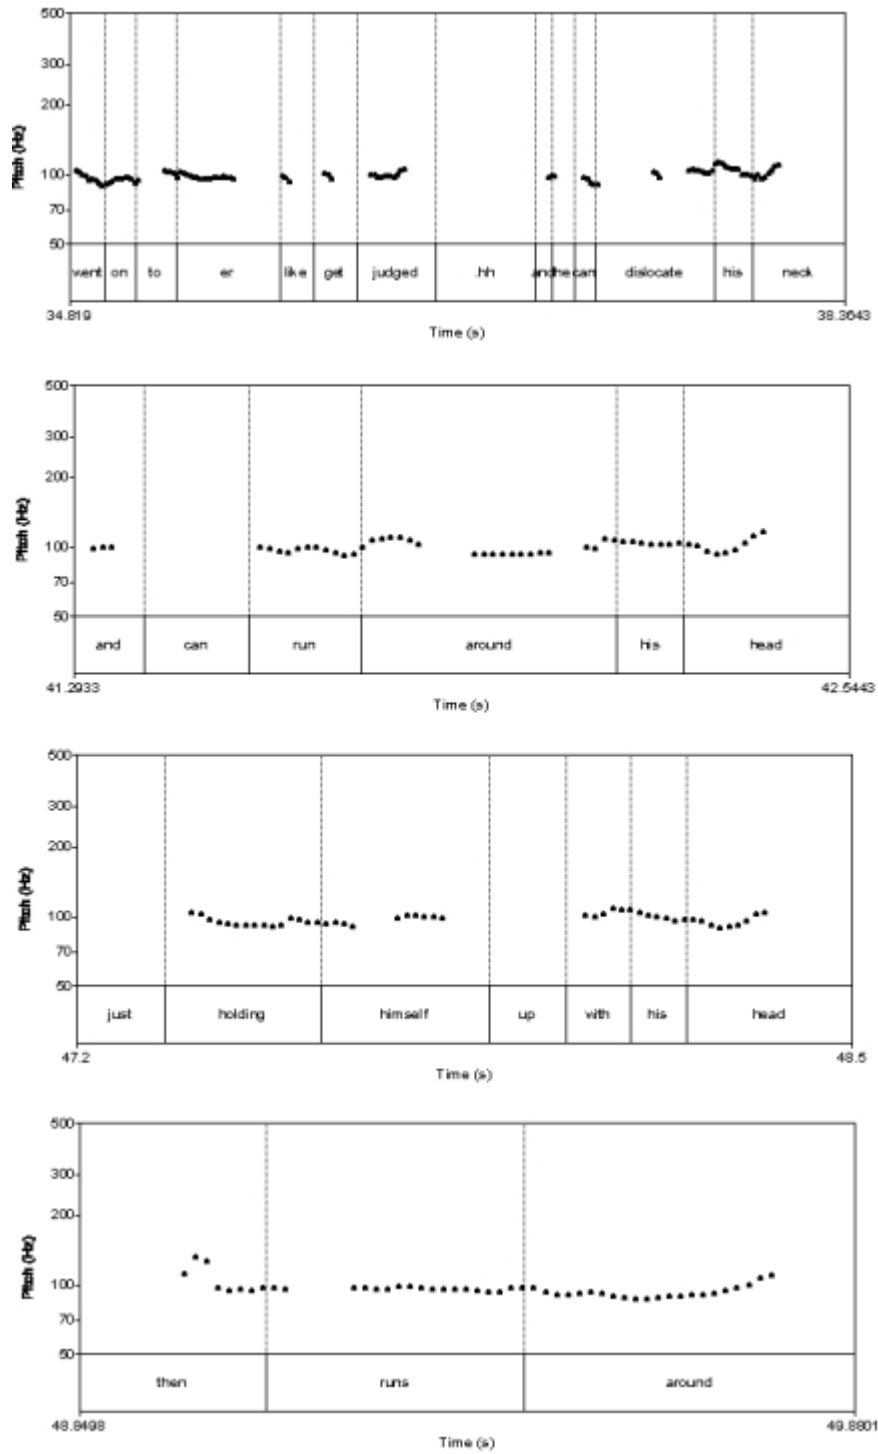 500
300
200
Pitch (Hz)
100
70
50
went on to er like get judged .hh and he can dislocate his neck
34.819 38.3643
Time (s)
500
300
200
Pitch (Hz)
100
70
50
and can run around his head
41.2933 42.5443
Time (s)
500
300
200
Pitch (Hz)
100
70
50
just holding himself up with his head
47.2 48.5
Time (s)
500
300
200
Pitch (Hz)
100
70
50
then runs around
48.8498 49.8801
Time (s)